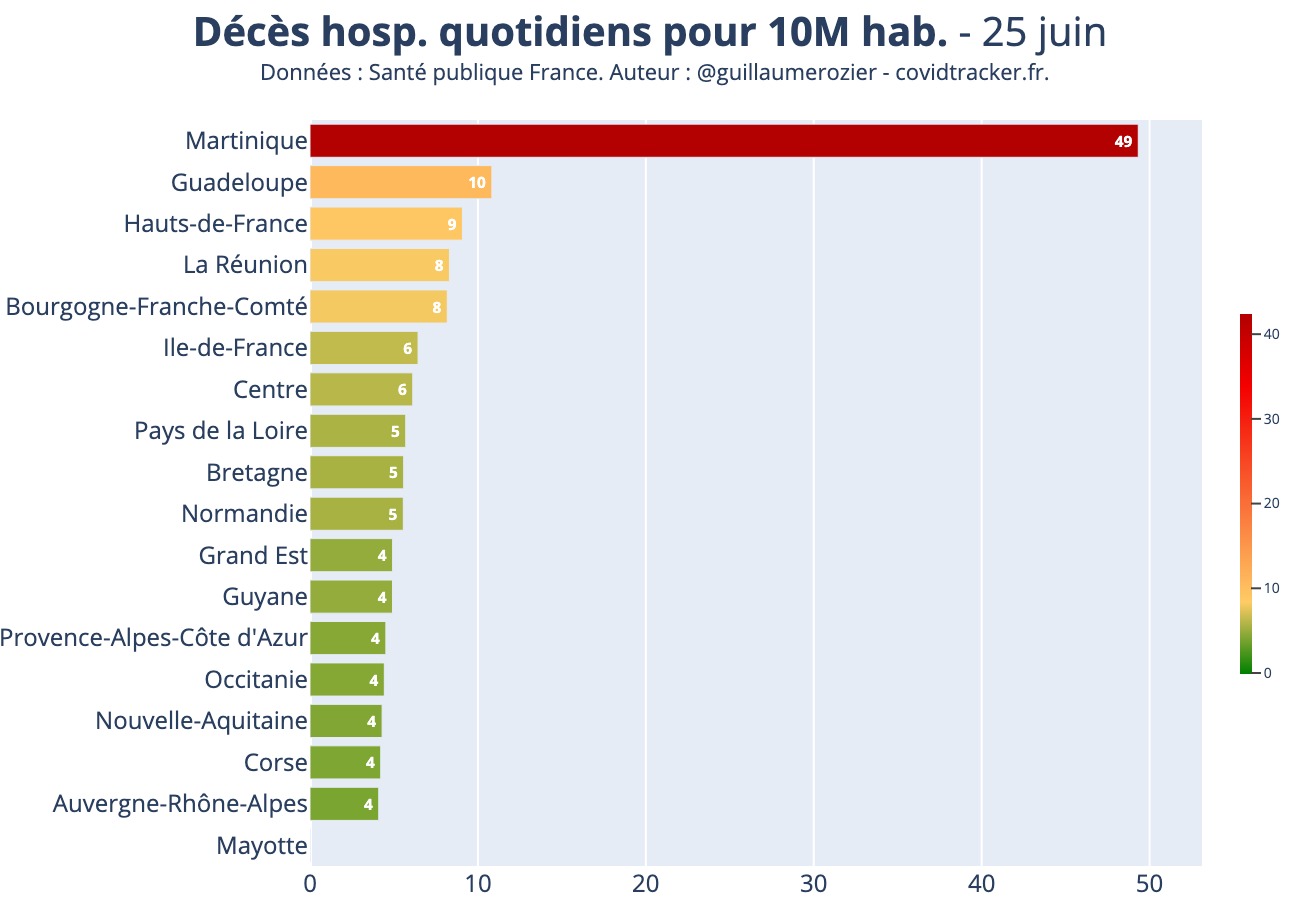 Décès hosp. quotidiens pour 10M hab. - 25 juin
Données : Santé publique France. Auteur : @guillaumerozier - covidtracker.fr.
Martinique 49
Guadeloupe 10
Hauts-de-France 9
La Réunion 8
Bourgogne-Franche-Comté 8
Ile-de-France 6
Centre 6
Pays de la Loire 5
Bretagne 5
Normandie 5
Grand Est 4
Guyane 4
Provence-Alpes-Côte d'Azur 4
Occitanie 4
Nouvelle-Aquitaine 4
Corse 4
Auvergne-Rhône-Alpes 4
Mayotte
0 10 20 30 40 50
40
30
20
10
0